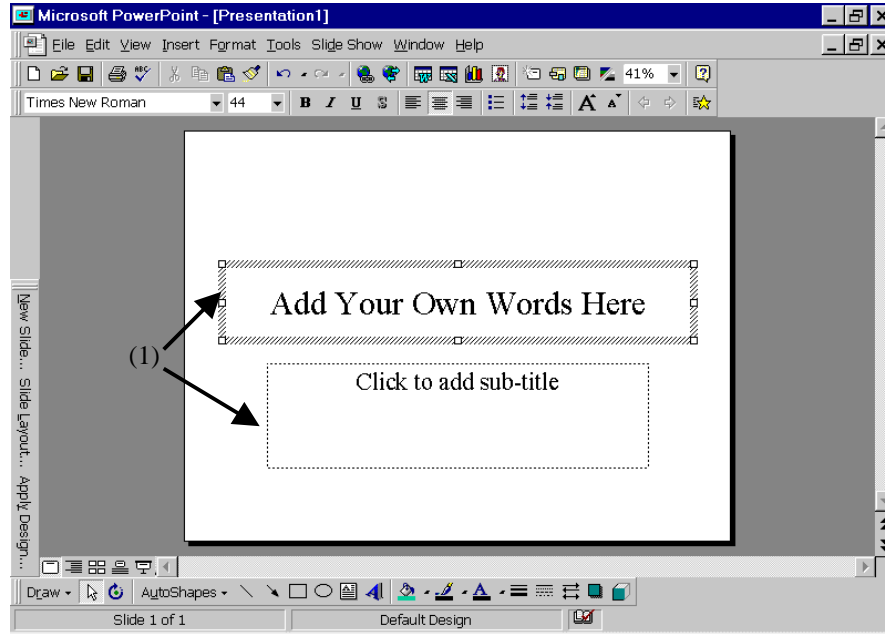 Microsoft PowerPoint - [Presentation1]
File Edit View Insert Format Tools Slide Show Window Help
ABC 41% ?
Times New Roman 44 B I U S A A
Add Your Own Words Here
(1)
Click to add sub-title
New Slide... Slide Layout... Apply Design...
Draw AutoShapes A A
Slide 1 of 1 Default Design